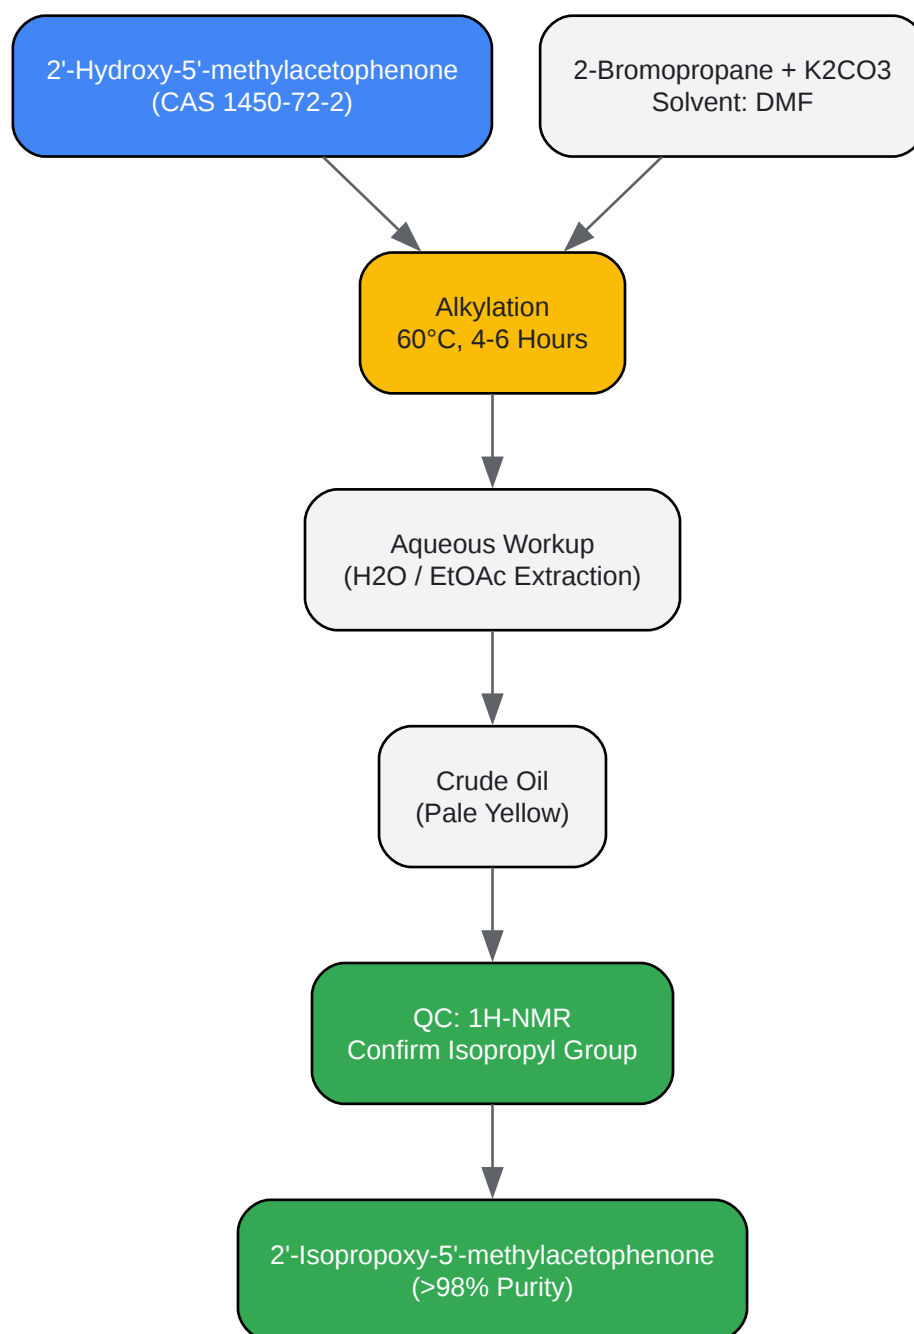 2'-Hydroxy-5'-methylacetophenone
(CAS 1450-72-2)
2-Bromopropane + K2CO3
Solvent: DMF
Alkylation
60°C, 4-6 Hours
Aqueous Workup
(H2O / EtOAc Extraction)
Crude Oil
(Pale Yellow)
QC: 1H-NMR
Confirm Isopropyl Group
2'-Isopropoxy-5'-methylacetophenone
(>98% Purity)